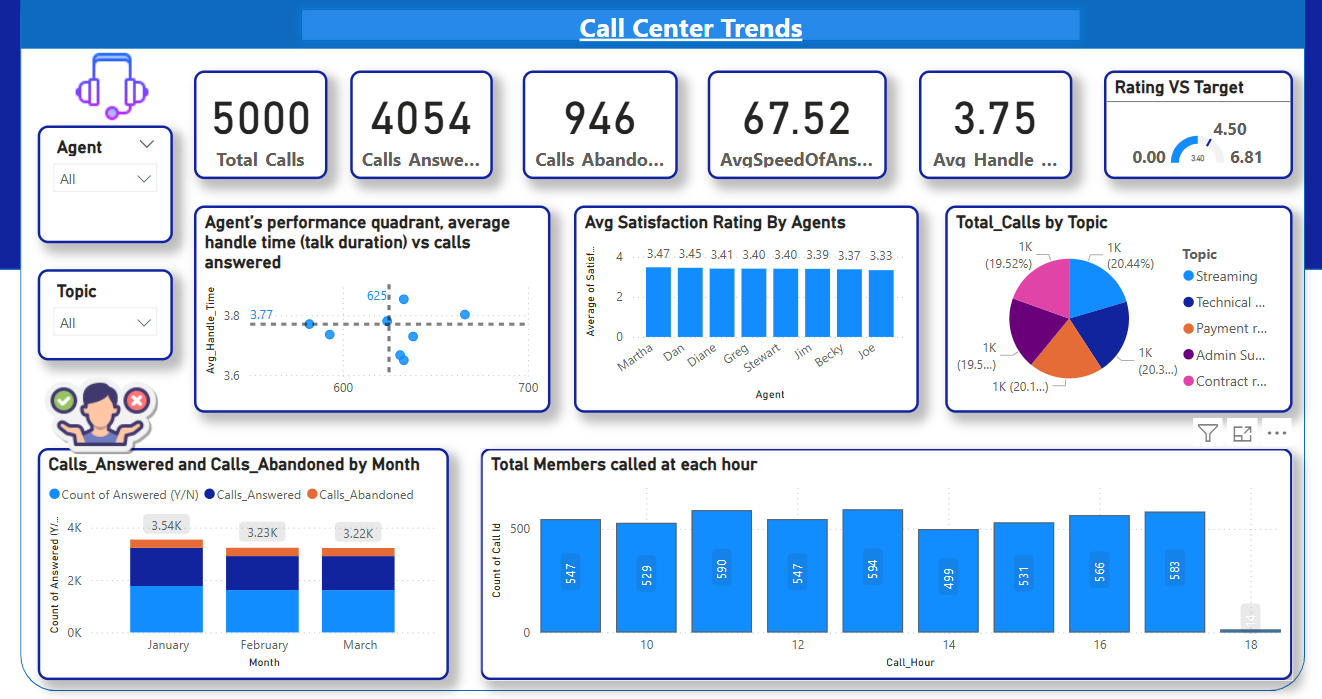 Call Center Trends
Agent
All
Topic
All
5000
Total Calls
4054
Calls Answe...
946
Calls Abando...
67.52
AvgSpeedOfAns...
3.75
Avg Handle ...
Rating VS Target
4.50
0.00
3.40
6.81
Agent's performance quadrant, average
handle time (talk duration) vs calls
answered
Avg_Handle_Time
3.8
3.6
3.77
625
600
700
Avg Satisfaction Rating By Agents
Average of Satisf...
4
2
0
3.47 3.45 3.41 3.40 3.40 3.39 3.37 3.33
Martha Dan Diane Greg Stewart Jim Becky Joe
Agent
Total_Calls by Topic
1K
(19.52%)
1K
(20.44%)
1K
(19.5...)
1K
(20.3...)
1K (20.1...)
Topic
Streaming
Technical ...
Payment r...
Admin Su...
Contract r...
Calls_Answered and Calls_Abandoned by Month
Count of Answered (Y/N) Calls_Answered Calls_Abandoned
Count of Answered (Y/...
4K
2K
0K
3.54K
3.23K
3.22K
January February March
Month
Total Members called at each hour
Count of Call Id
500
0
547 529 590 547 594 499 531 566 583 14
10 12 14 16 18
Call_Hour